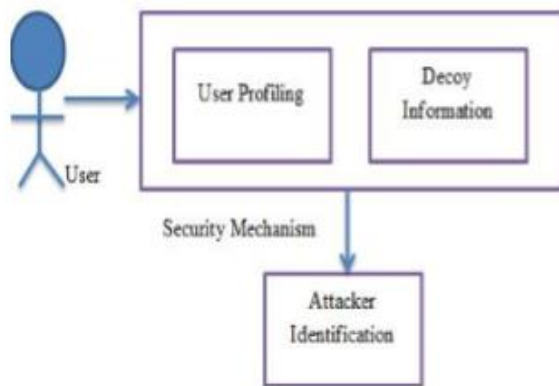 User Profiling
Decoy
Information
User
Security Mechanism
Attacker
Identification